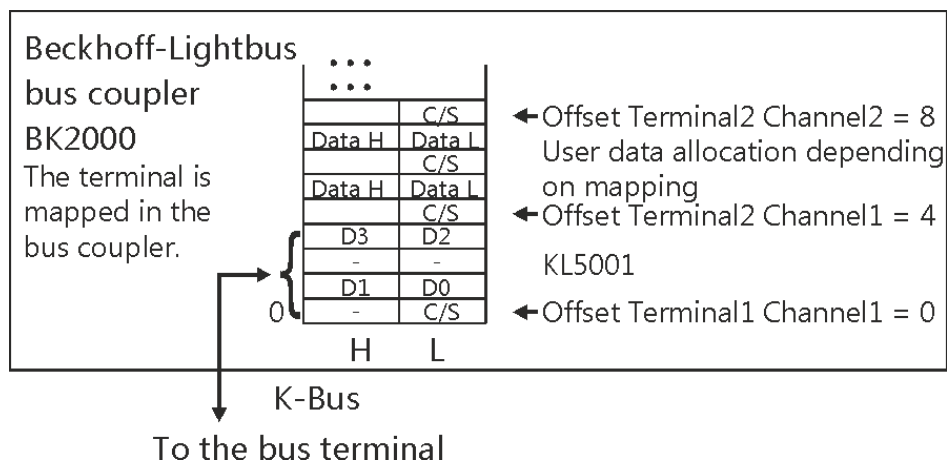 Beckhoff-Lightbus
bus coupler
BK2000
The terminal is
mapped in the
bus coupler.
•••
•••
C/S
Data H Data L
C/S
Data H Data L
C/S
D3 D2
- -
D1 D0
0 - C/S
H L
Offset Terminal2 Channel2 = 8
User data allocation depending
on mapping
Offset Terminal2 Channel1 = 4
KL5001
Offset Terminal1 Channel1 = 0
K-Bus
To the bus terminal